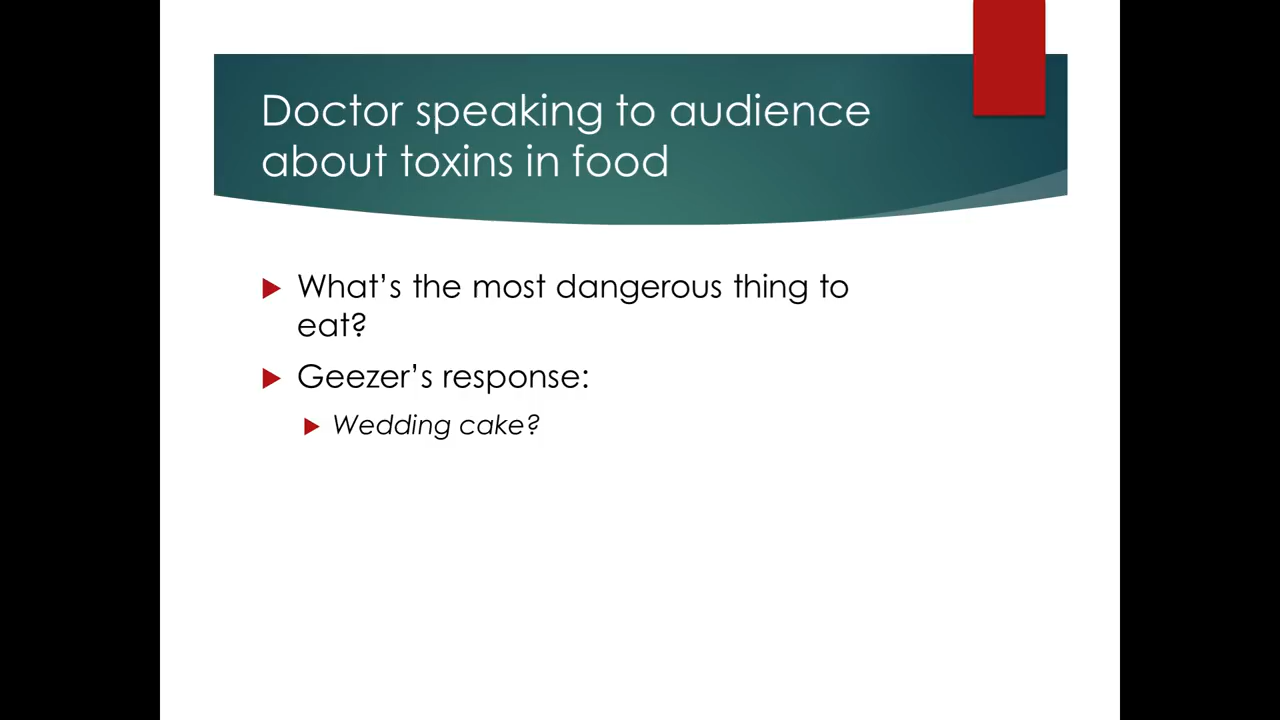 Doctor speaking to audience
about toxins in food
What's the most dangerous thing to
eat?
Geezer's response:
Wedding cake?